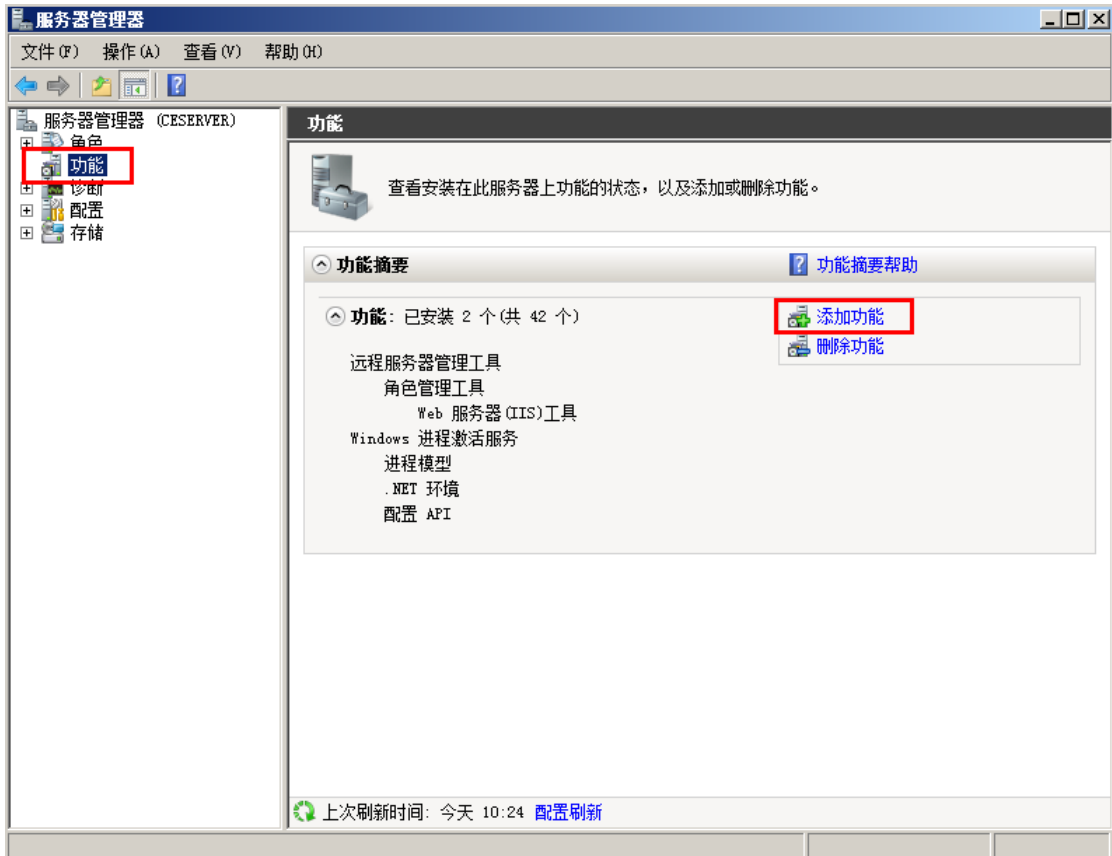 服务器管理器
文件(F) 操作(A) 查看(V) 帮助(H)
服务器管理器 (CESERVER)
角色
功能
诊断
配置
存储
功能
查看安装在此服务器上功能的状态，以及添加或删除功能。
功能摘要
功能摘要帮助
功能: 已安装 2 个(共 42 个)
添加功能
删除功能
远程服务器管理工具
角色管理工具
Web 服务器(IIS)工具
Windows 进程激活服务
进程模型
.NET 环境
配置 API
上次刷新时间: 今天 10:24 配置刷新